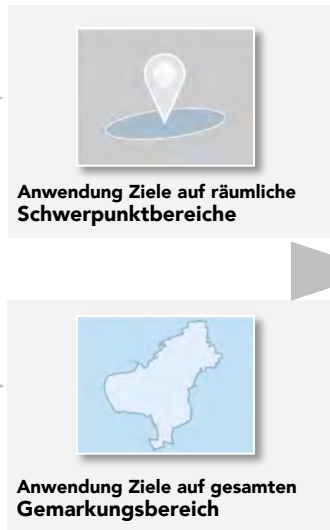 Anwendung Ziele auf räumliche
Schwerpunktbereiche
Anwendung Ziele auf gesamten
Gemarkungsbereich